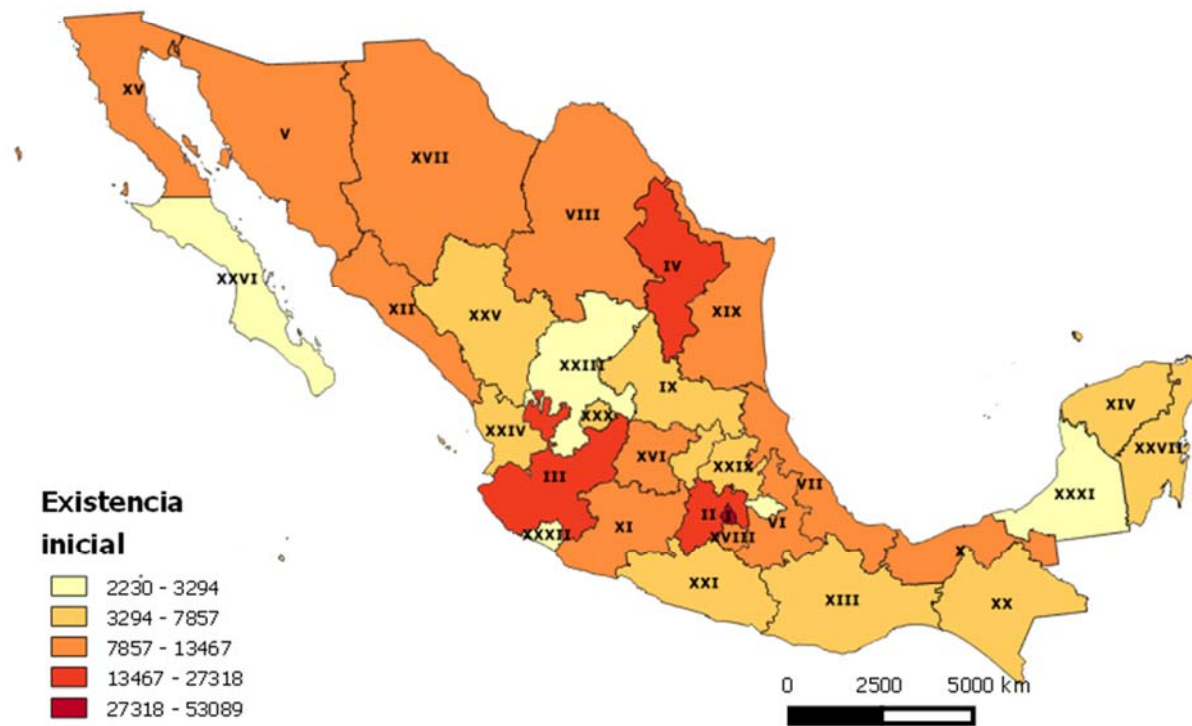 XV
V
XVII
VIII
IV
XXVI
XII
XXV
XIX
XXIII
IX
XXX
XXIV
XIV
XXVII
III
XVI
XXIX
VII
XXXI
II
I
VI
XXXII
XI
XVIII
X
XXI
XIII
XX
Existencia
inicial
2230 - 3294
3294 - 7857
7857 - 13467
13467 - 27318
27318 - 53089
0 2500 5000 km